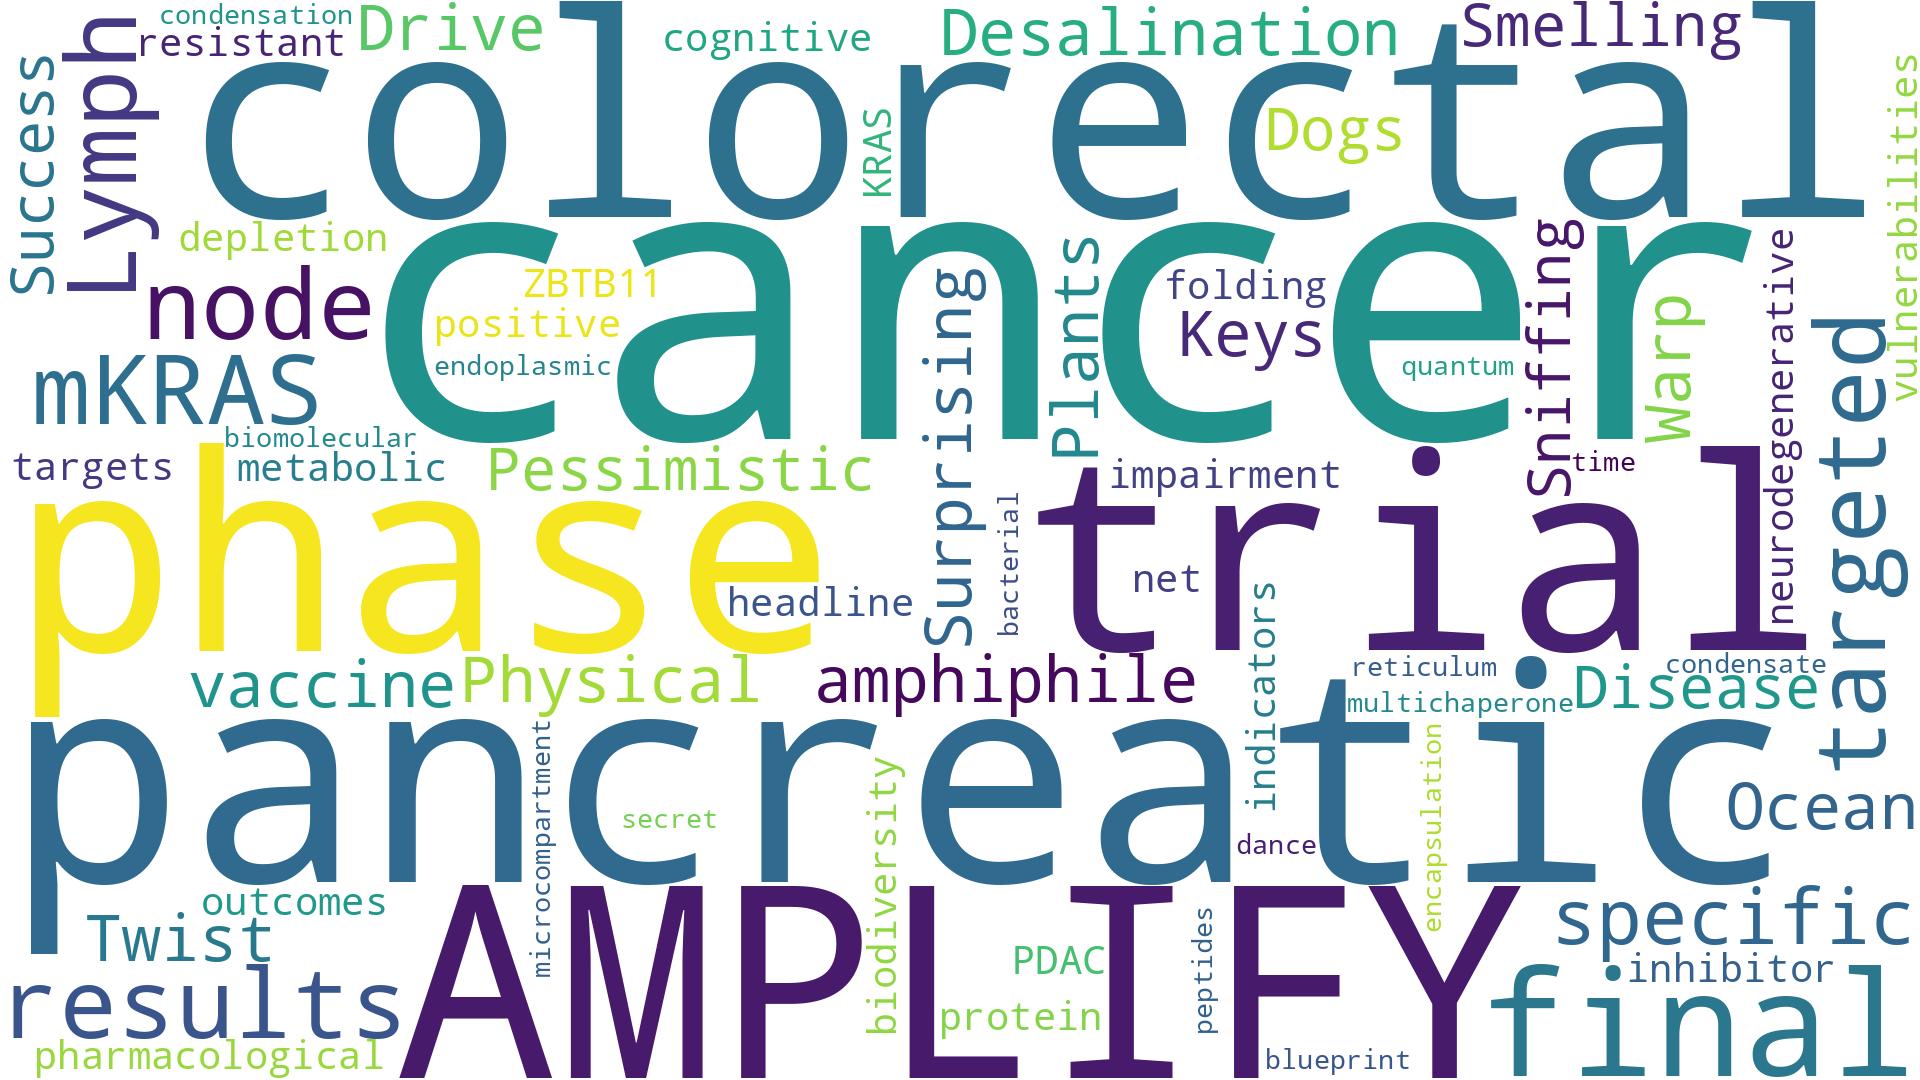 condensation
resistant
Drive
cognitive
Desalination
Smelling
Success
Lymph
colorectal
KRAS
Dogs
vulnerabilities
depletion
node
cancer
ZBTB11
positive
endoplasmic
Surprising
Plants
folding
Keys
quantum
Sniffing
Warp
neurodegenerative
targeted
mKRAS
biomolecular
targets
metabolic
Pessimistic
impairment
time
phase
headline
bacterial
trial
net
indicators
vaccine
Physical
amphiphile
reticulum
condensate
multichaperone
Disease
pancreatic
microcompartment
secret
biodiversity
dance
encapsulation
Ocean
outcomes
Twist
AMPLIFY
PDAC
protein
peptides
specific
inhibitor
results
final
pharmacological
blueprint